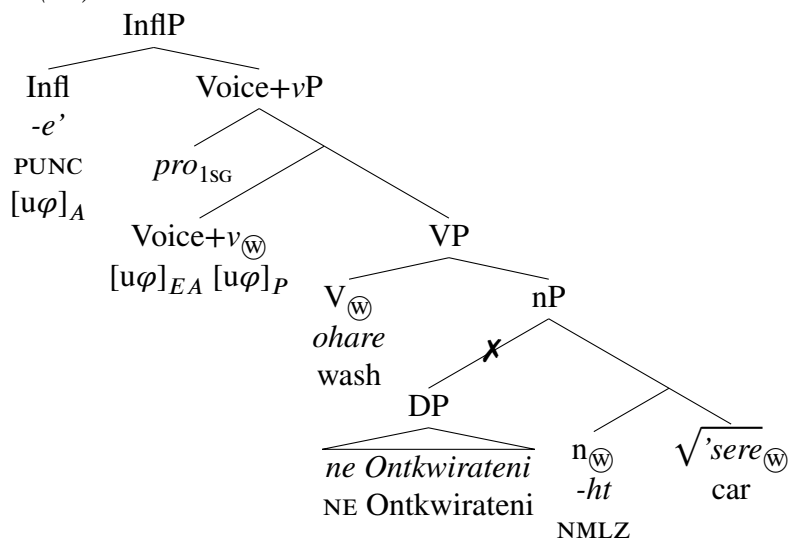 InflP
Infl Voice+vP
-e’
PUNC pro1SG
[uφ]A
Voice+vⓌ VP
[uφ]EA [uφ]P
VⓌ nP
ohare
wash ✗
DP
ne Ontkwirateni nⓌ √’sereⓌ
NE Ontkwirateni -ht car
NMLZ